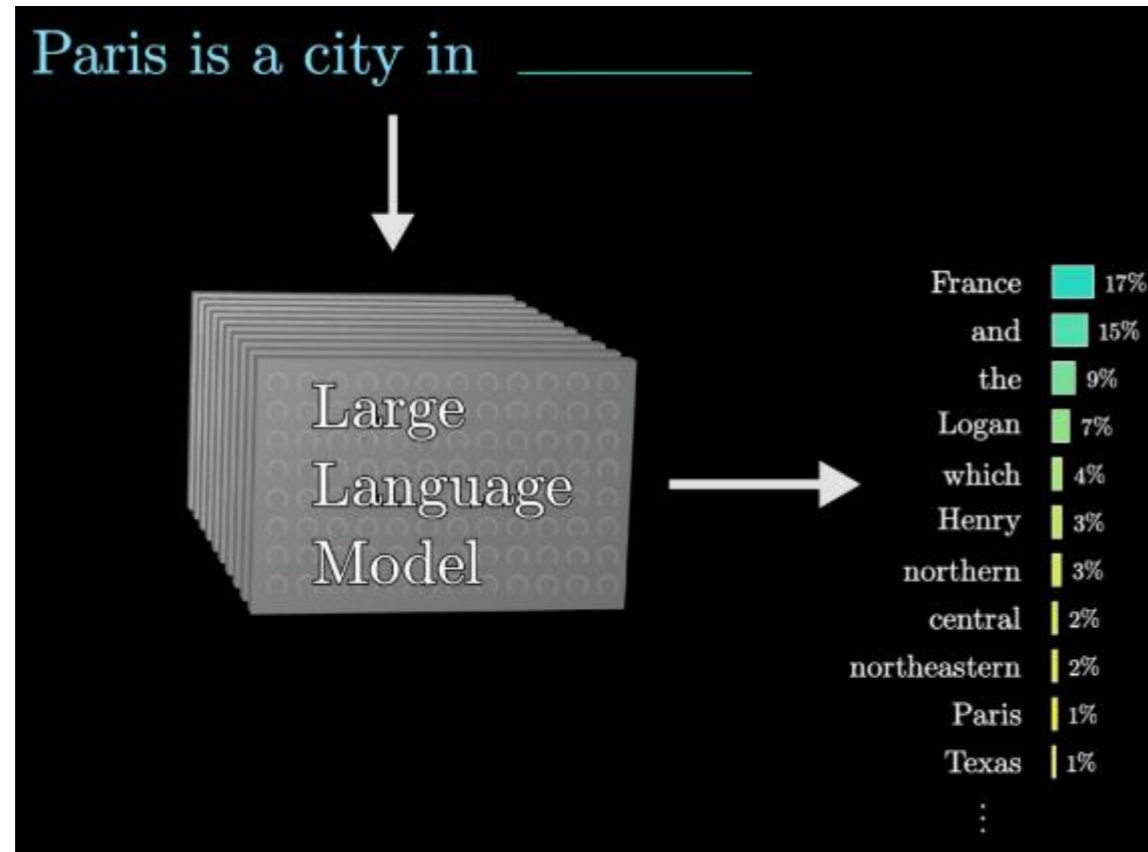 Paris is a city in
Large
Language
Model
France 17%
and 15%
the 9%
Logan 7%
which 4%
Henry 3%
northern 3%
central 2%
northeastern 2%
Paris 1%
Texas 1%
⋮